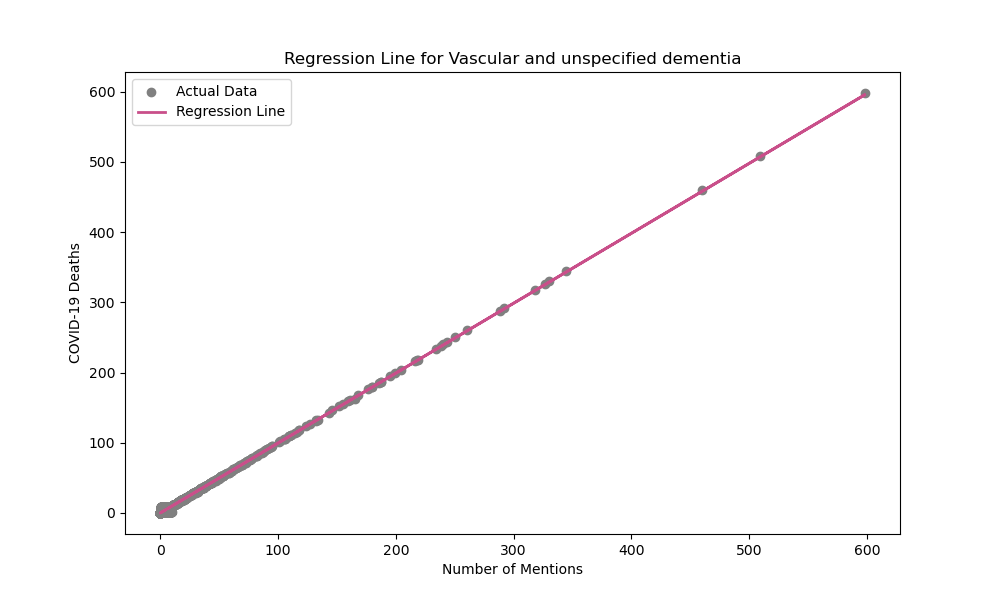 Regression Line for Vascular and unspecified dementia
Actual Data
Regression Line
600
500
400
300
200
100
0
COVID-19 Deaths
0 100 200 300 400 500 600
Number of Mentions